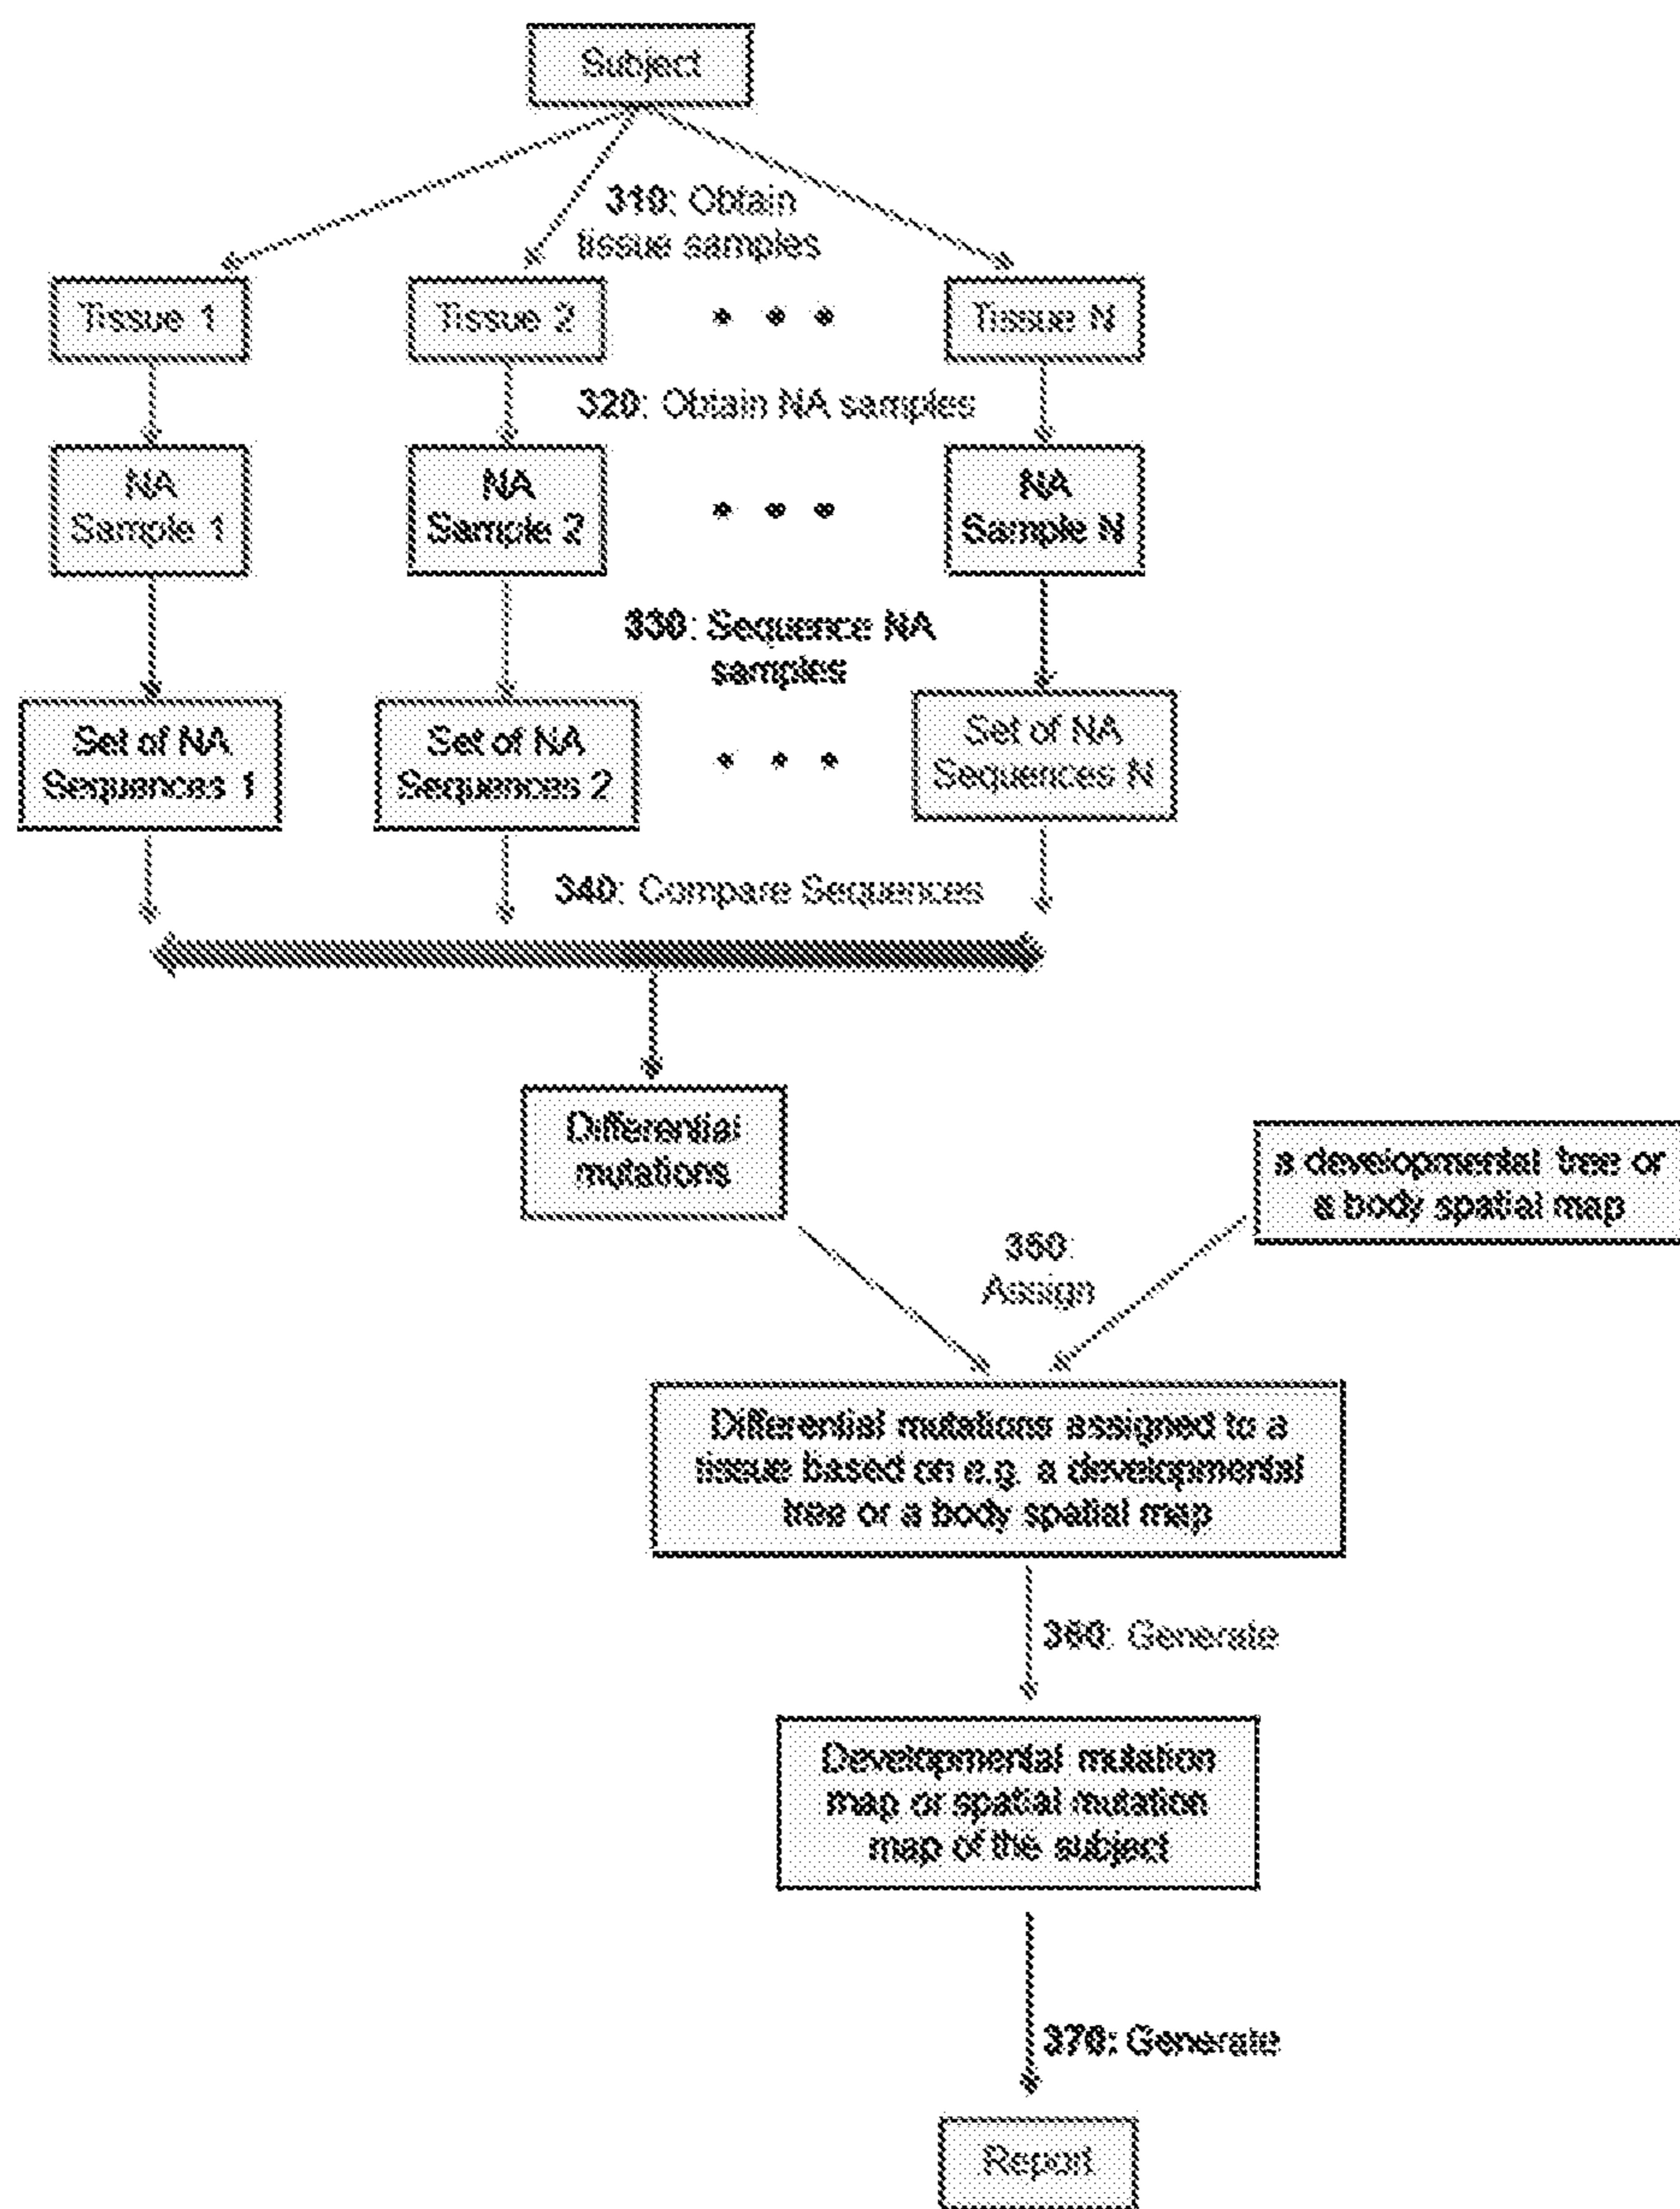 Subject
310: Obtain
tissue samples
Tissue 1
Tissue 2
Tissue N
320: Obtain NA samples
NA
Sample 1
NA
Sample 2
NA
Sample N
330: Sequence NA
samples
Set of NA
Sequences 1
Set of NA
Sequences 2
Set of NA
Sequences N
340: Compare Sequences
Differential
mutations
a developmental tree or
a body spatial map
350:
Assign
Differential mutations assigned to a
tissue based on e.g. a developmental
tree or a body spatial map
360: Generate
Developmental mutation
map or spatial mutation
map of the subject
370: Generate
Report